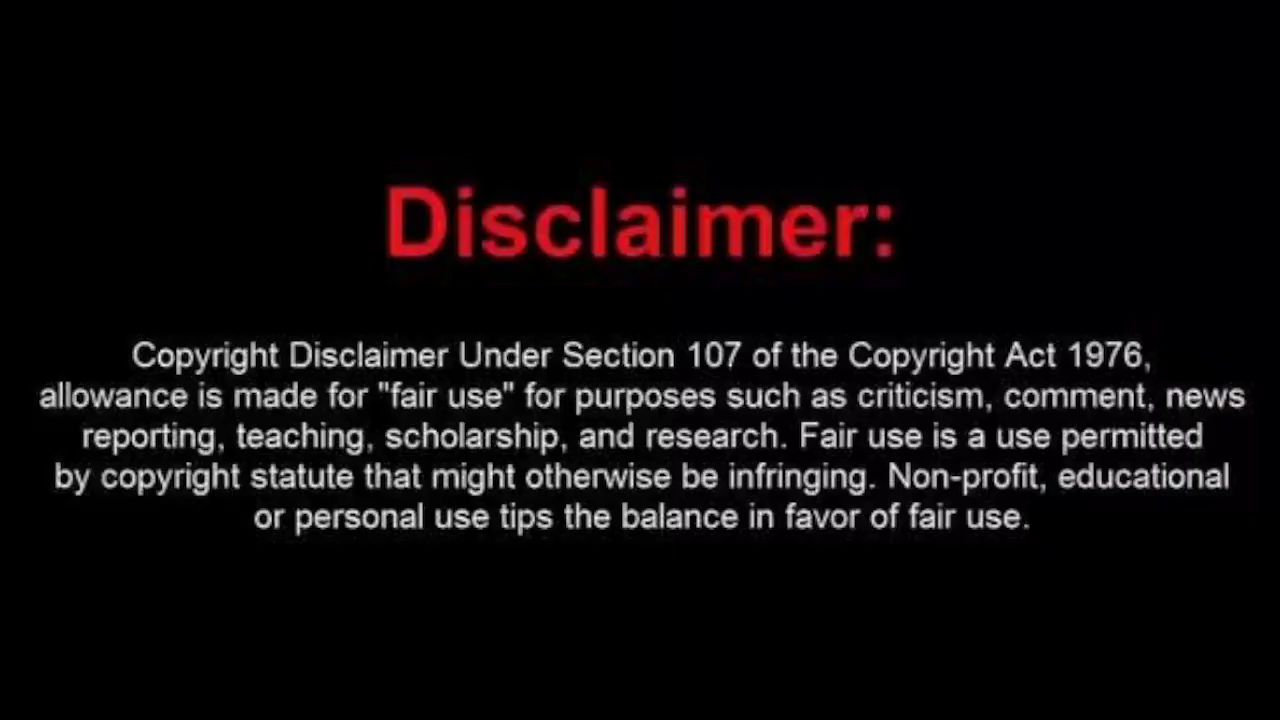 Disclaimer:
Copyright Disclaimer Under Section 107 of the Copyright Act 1976,
allowance is made for "fair use" for purposes such as criticism, comment, news
reporting, teaching, scholarship, and research. Fair use is a use permitted
by copyright statute that might otherwise be infringing. Non-profit, educational
or personal use tips the balance in favor of fair use.